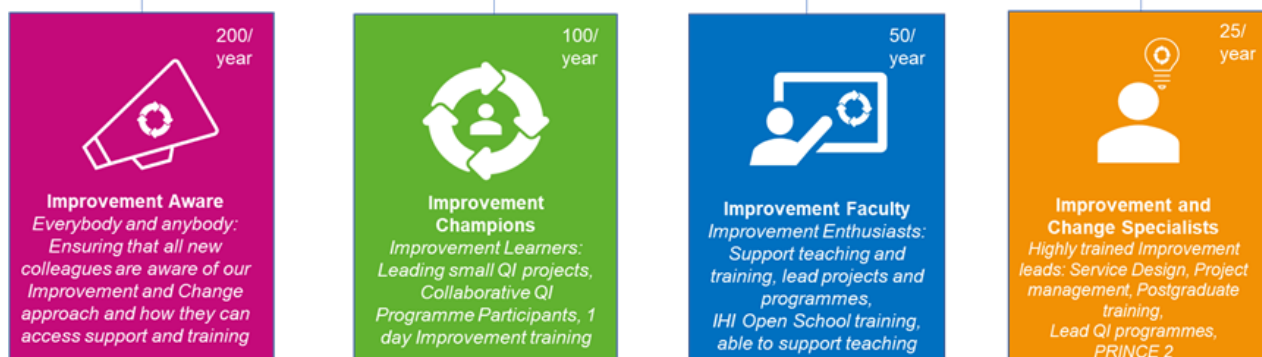 200/
year
Improvement Aware
Everybody and anybody:
Ensuring that all new
colleagues are aware of our
Improvement and Change
approach and how they can
access support and training
100/
year
Improvement
Champions
Improvement Learners:
Leading small QI projects,
Collaborative QI
Programme Participants, 1
day Improvement training
50/
year
Improvement Faculty
Improvement Enthusiasts:
Support teaching and
training, lead projects and
programmes,
IHI Open School training,
able to support teaching
25/
year
Improvement and
Change Specialists
Highly trained Improvement
leads: Service Design, Project
management, Postgraduate
training,
Lead QI programmes,
PRINCE 2